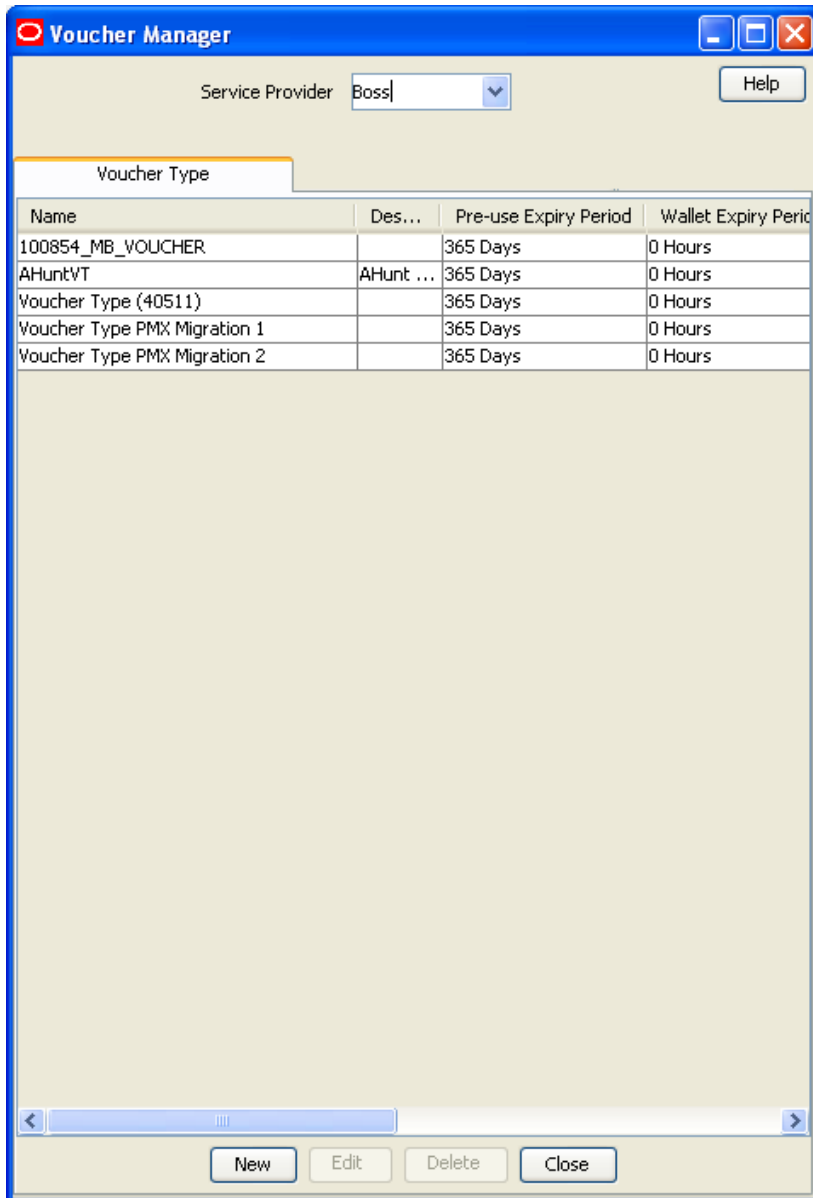 Voucher Manager
Service Provider Boss Help
Voucher Type
Name Des... Pre-use Expiry Period Wallet Expiry Peric
100854_MB_VOUCHER 365 Days 0 Hours
AHuntVT AHunt ... 365 Days 0 Hours
Voucher Type (40511) 365 Days 0 Hours
Voucher Type PMX Migration 1 365 Days 0 Hours
Voucher Type PMX Migration 2 365 Days 0 Hours
New Edit Delete Close